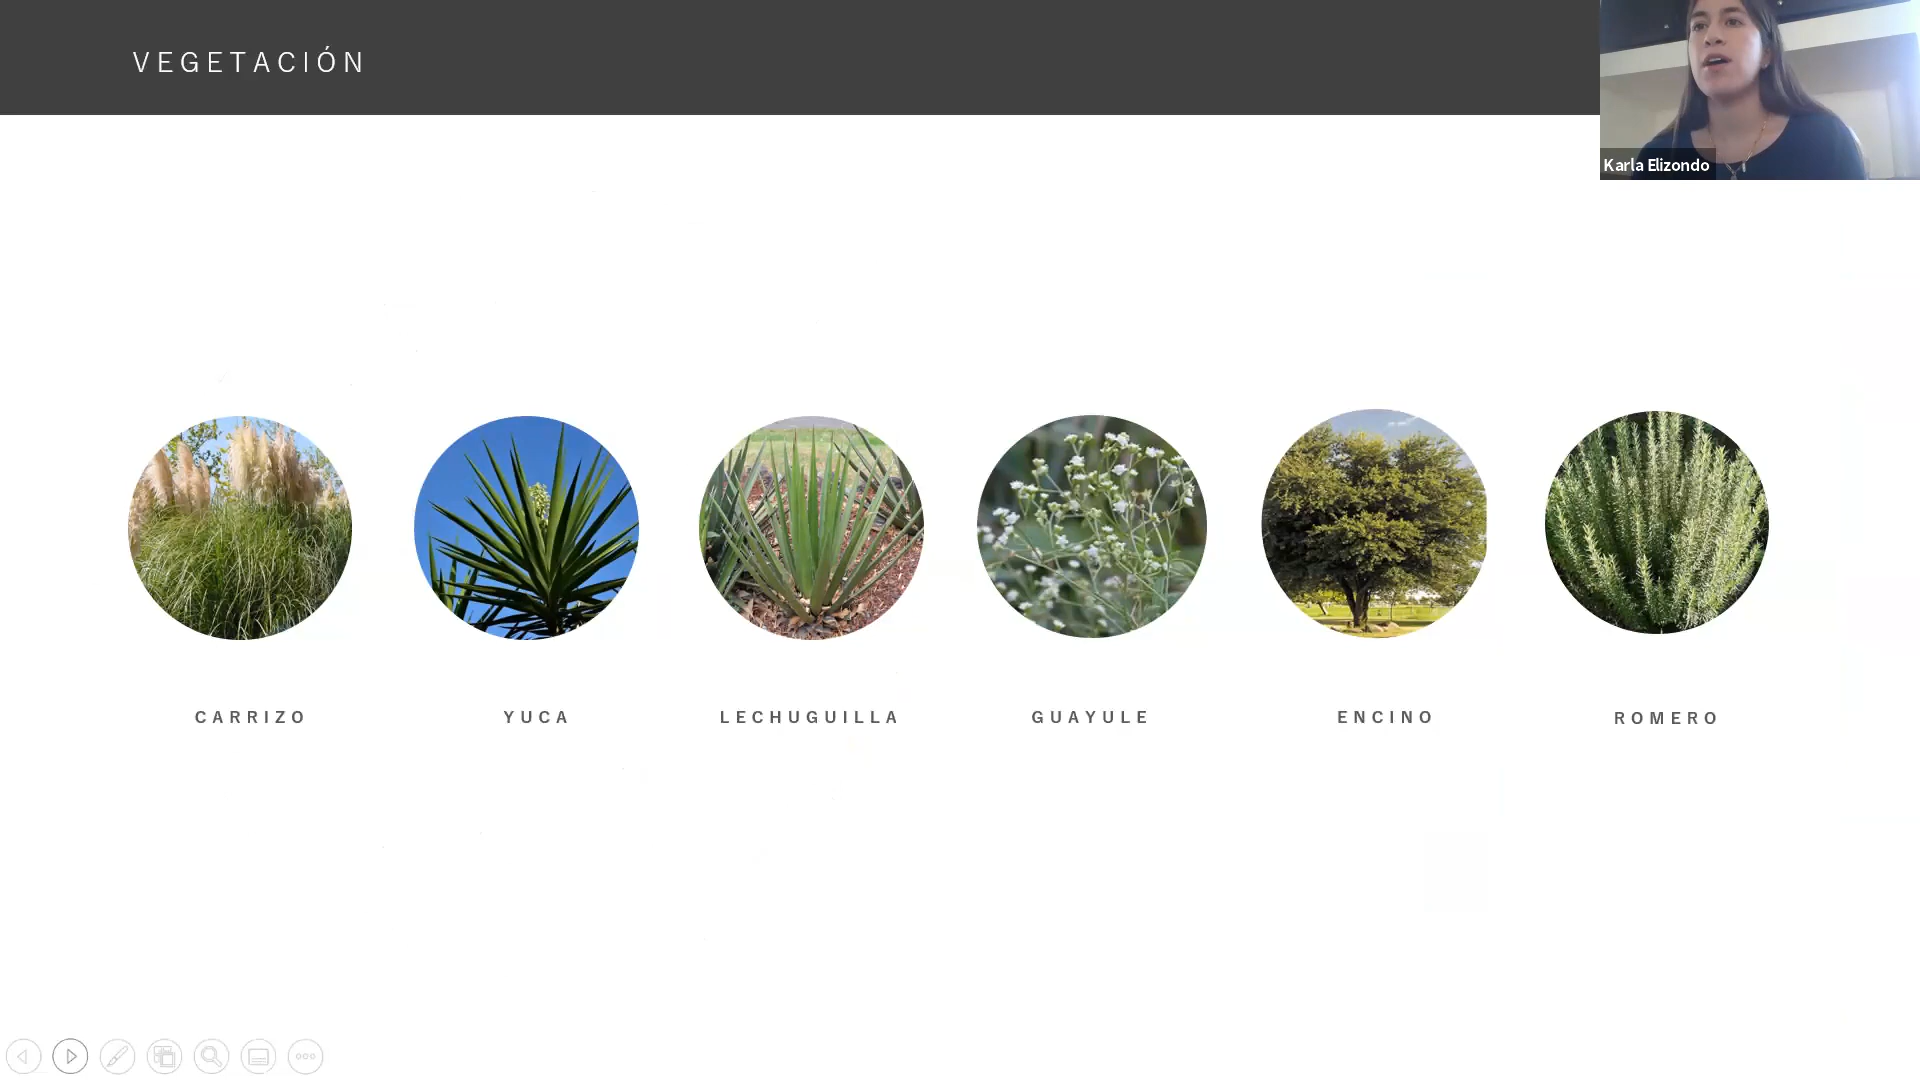 VEGETACIÓN
Karla Elizondo
CARRIZO
YUCA
LECHUGUILLA
GUAYULE
ENCINO
ROMERO